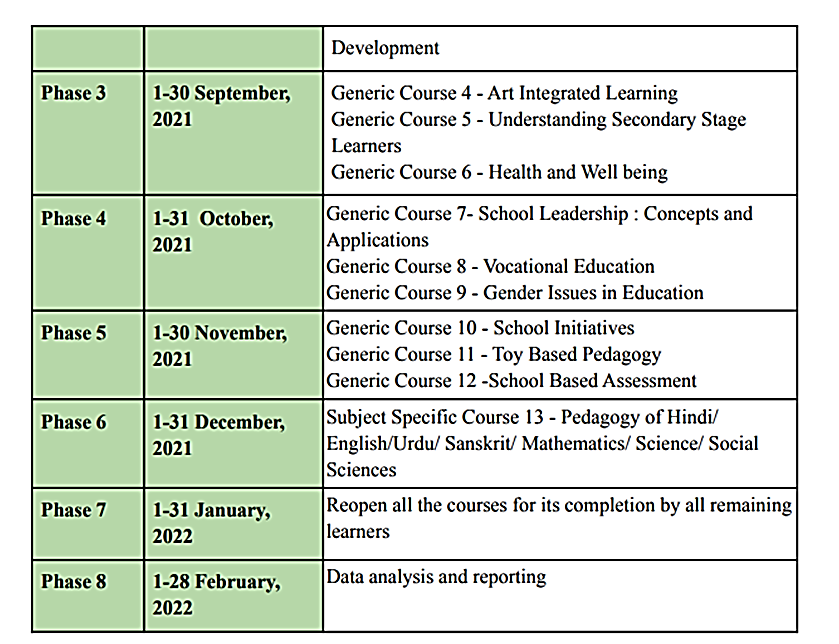 Development
Phase 3
1-30 September,
2021
Generic Course 4 - Art Integrated Learning
Generic Course 5 - Understanding Secondary Stage
Learners
Generic Course 6 - Health and Well being
Phase 4
1-31 October,
2021
Generic Course 7- School Leadership : Concepts and
Applications
Generic Course 8 - Vocational Education
Generic Course 9 - Gender Issues in Education
Phase 5
1-30 November,
2021
Generic Course 10 - School Initiatives
Generic Course 11 - Toy Based Pedagogy
Generic Course 12 -School Based Assessment
Phase 6
1-31 December,
2021
Subject Specific Course 13 - Pedagogy of Hindi/
English/Urdu/ Sanskrit/ Mathematics/ Science/ Social
Sciences
Phase 7
1-31 January,
2022
Reopen all the courses for its completion by all remaining
learners
Phase 8
1-28 February,
2022
Data analysis and reporting